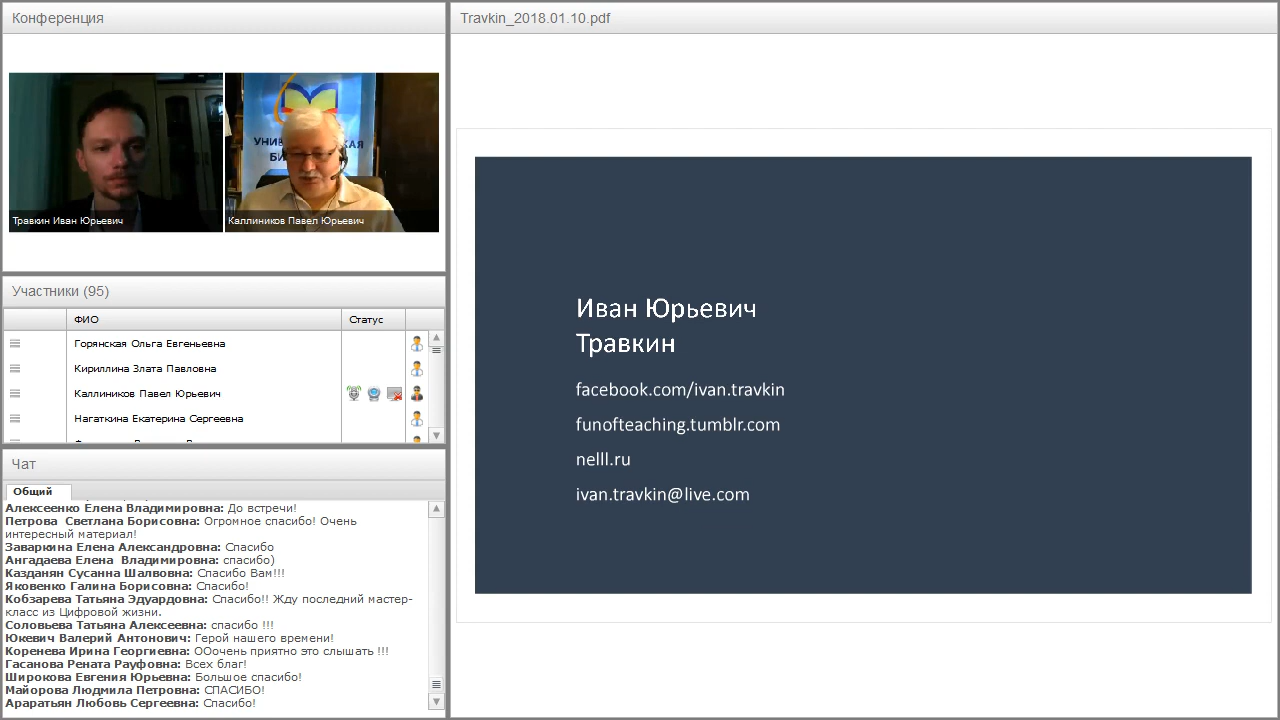 Конференция
Травкин Иван Юрьевич
Каллиников Павел Юрьевич
Участники (95)
ФИО
Статус
Горянская Ольга Евгеньевна
Кириллина Злата Павловна
Каллиников Павел Юрьевич
Нагаткина Екатерина Сергеевна
Чат
Общий
Алексеенко Елена Владимировна: До встречи!
Петрова Светлана Борисовна: Огромное спасибо! Очень
интересный материал!
Заваркина Елена Александровна: Спасибо
Ангадаева Елена Владимировна: спасибо)
Казданян Сусанна Шалвовна: Спасибо Вам!!!
Яковенко Галина Борисовна: Спасибо!
Кобзарева Татьяна Эдуардовна: Спасибо!! Жду последний мастер-
класс из Цифровой жизни.
Соловьева Татьяна Алексеевна: спасибо !!!
Юкевич Валерий Антонович: Герой нашего времени!
Коренева Ирина Георгиевна: ОООчень приятно это слышать !!!
Гасанова Рената Рауфовна: Всех благ!
Широкова Евгения Юрьевна: Большое спасибо!
Майорова Людмила Петровна: СПАСИБО!
Араратьян Любовь Сергеевна: Спасибо!
Travkin_2018.01.10.pdf
Иван Юрьевич
Травкин
facebook.com/ivan.travkin
funofteaching.tumblr.com
nelll.ru
ivan.travkin@live.com